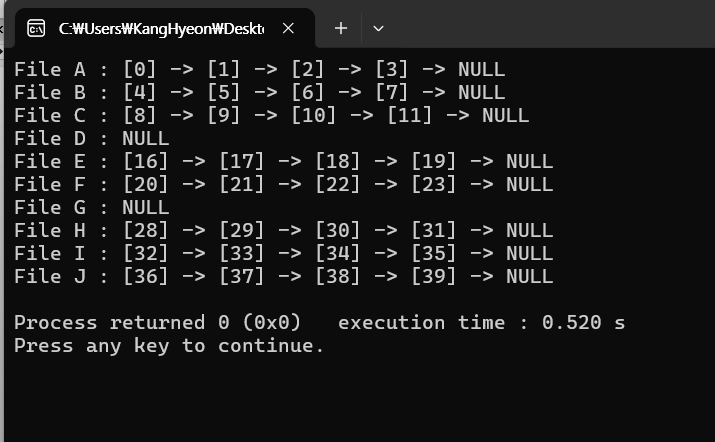 C:₩Users₩KangHyeon₩Deskto
File A : [0] -> [1] -> [2] -> [3] -> NULL
File B : [4] -> [5] -> [6] -> [7] -> NULL
File C : [8] -> [9] -> [10] -> [11] -> NULL
File D : NULL
File E : [16] -> [17] -> [18] -> [19] -> NULL
File F : [20] -> [21] -> [22] -> [23] -> NULL
File G : NULL
File H : [28] -> [29] -> [30] -> [31] -> NULL
File I : [32] -> [33] -> [34] -> [35] -> NULL
File J : [36] -> [37] -> [38] -> [39] -> NULL
Process returned 0 (0x0)   execution time : 0.520 s
Press any key to continue.